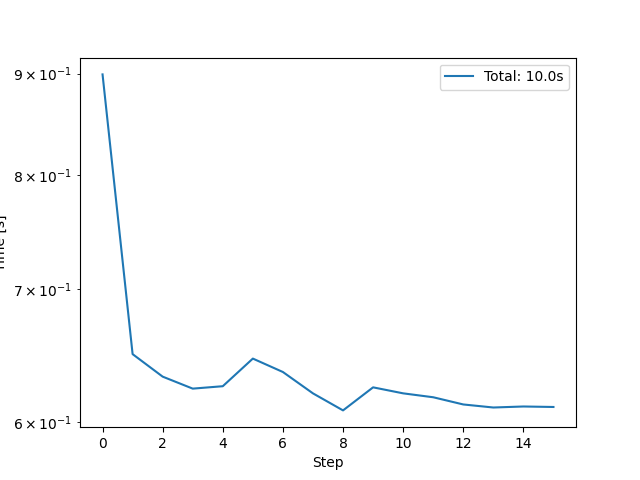 Total: 10.0s
9 × 10⁻¹
8 × 10⁻¹
7 × 10⁻¹
6 × 10⁻¹
[s]
0 2 4 6 8 10 12 14
Step